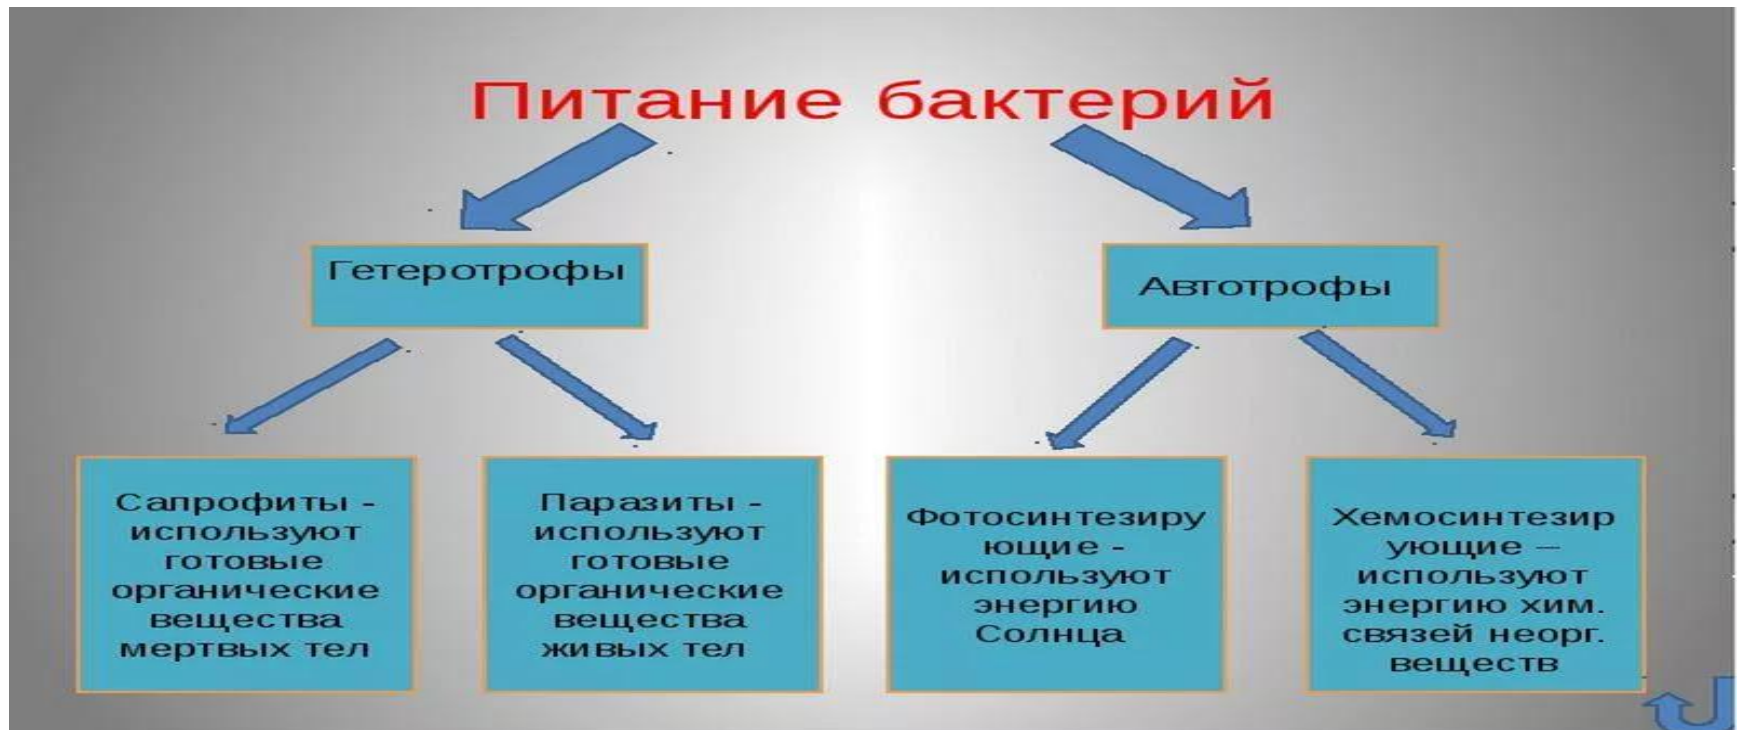 Питание бактерий
Гетеротрофы
Автотрофы
Сапрофиты -
используют
готовые
органические
вещества
мертвых тел
Паразиты -
используют
готовые
органические
вещества
живых тел
Фотосинтезиру
ющие -
используют
энергию
Солнца
Хемосинтезир
ующие –
используют
энергию хим.
связей неорг.
веществ